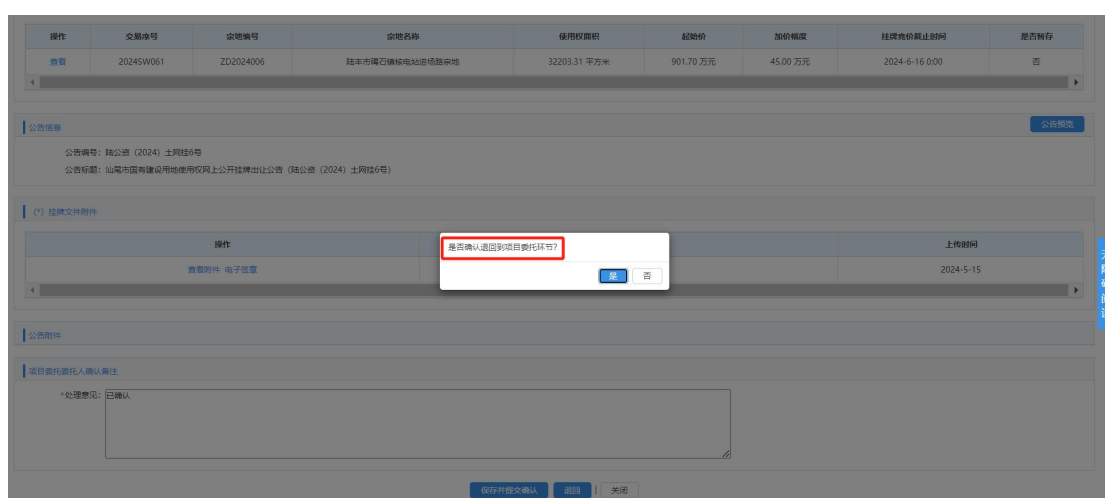 操作 交易序号 宗地编号 宗地名称 使用权面积 起始价 加价幅度 挂牌竞价截止时间 是否暂存
查看 2024SW061 ZD2024006 陆丰市碣石镇核电站进场路宗地 32203.31 平方米 901.70 万元 45.00 万元 2024-6-16 0:00 否
公告信息 公告预览
公告编号: 陆公资（2024）土网挂6号
公告标题: 汕尾市国有建设用地使用权网上公开挂牌出让公告（陆公资（2024）土网挂6号）
(*) 挂牌文件附件
操作 上传时间
是否确认退回到项目委托环节?
查看附件 电子签章 2024-5-15
是 否
公告附件
项目委托委托人确认备注
*处理意见: 已确认
保存并提交确认 退回 | 关闭